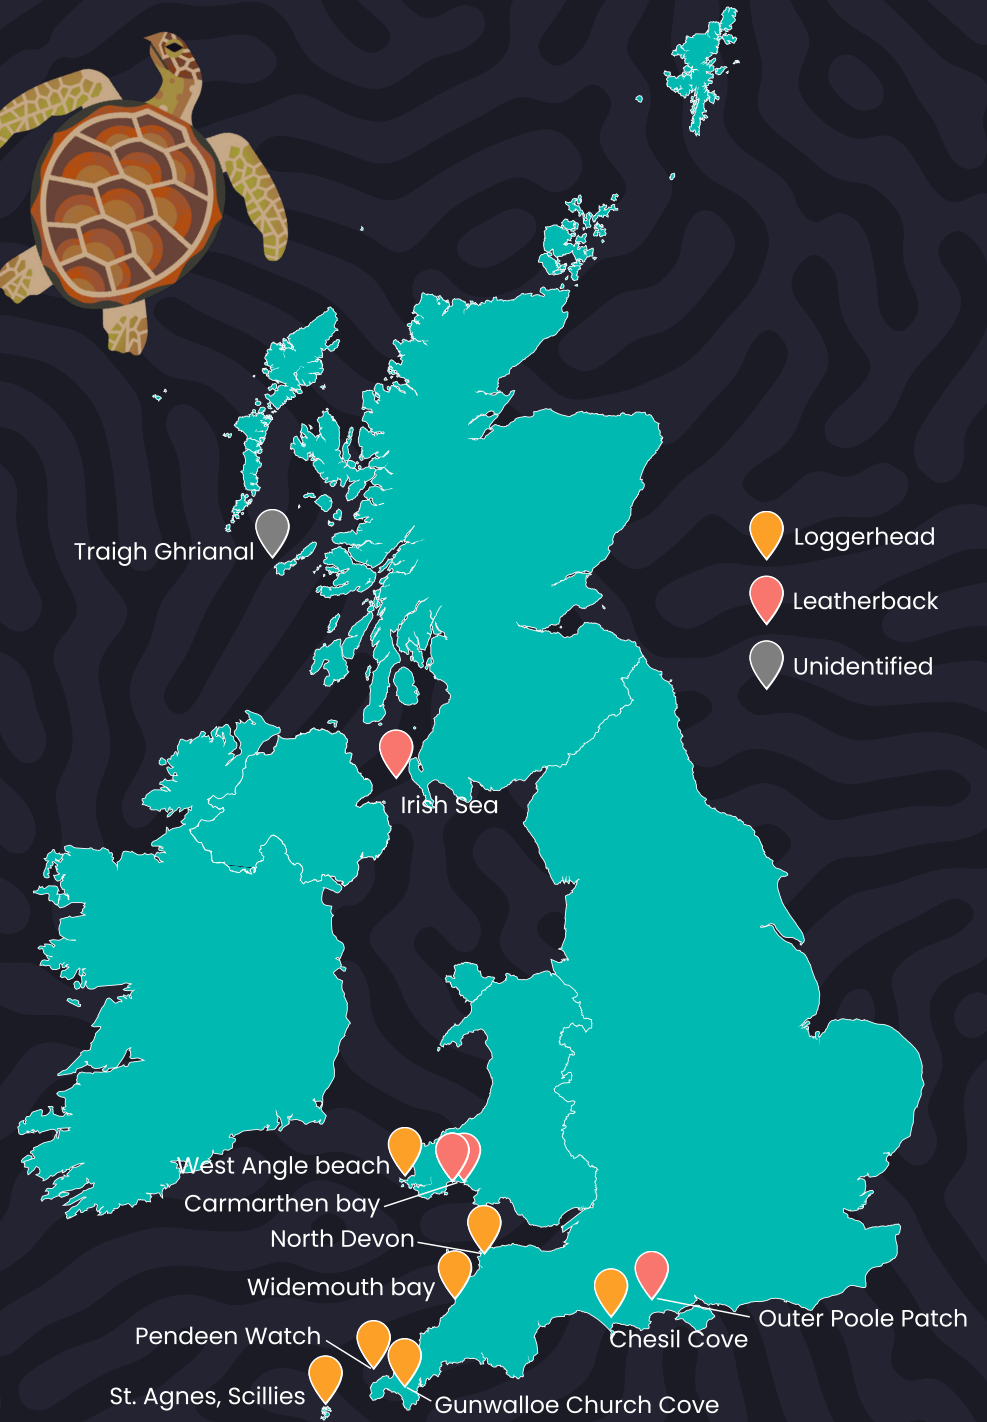 Loggerhead
Traigh Ghrianal
Leatherback
Unidentified
Irish Sea
West Angle beach
Carmarthen bay
North Devon
Widemouth bay
Outer Poole Patch
Pendeen Watch
Chesil Cove
St. Agnes, Scillies
Gunwalloe Church Cove